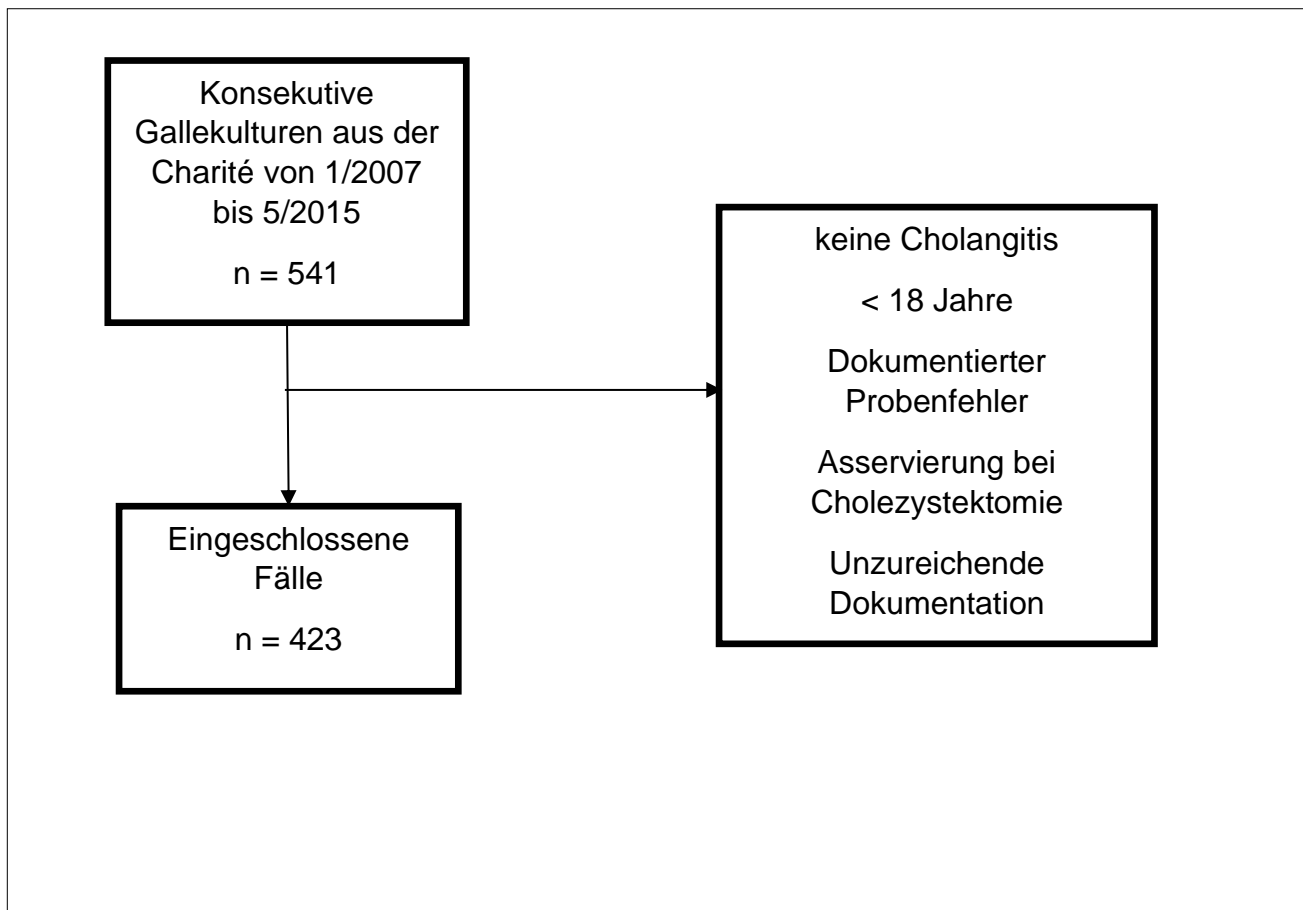 Konsekutive
Gallekulturen aus der
Charité von 1/2007
bis 5/2015
n = 541
keine Cholangitis
< 18 Jahre
Dokumentierter
Probenfehler
Asservierung bei
Cholezystektomie
Unzureichende
Dokumentation
Eingeschlossene
Fälle
n = 423